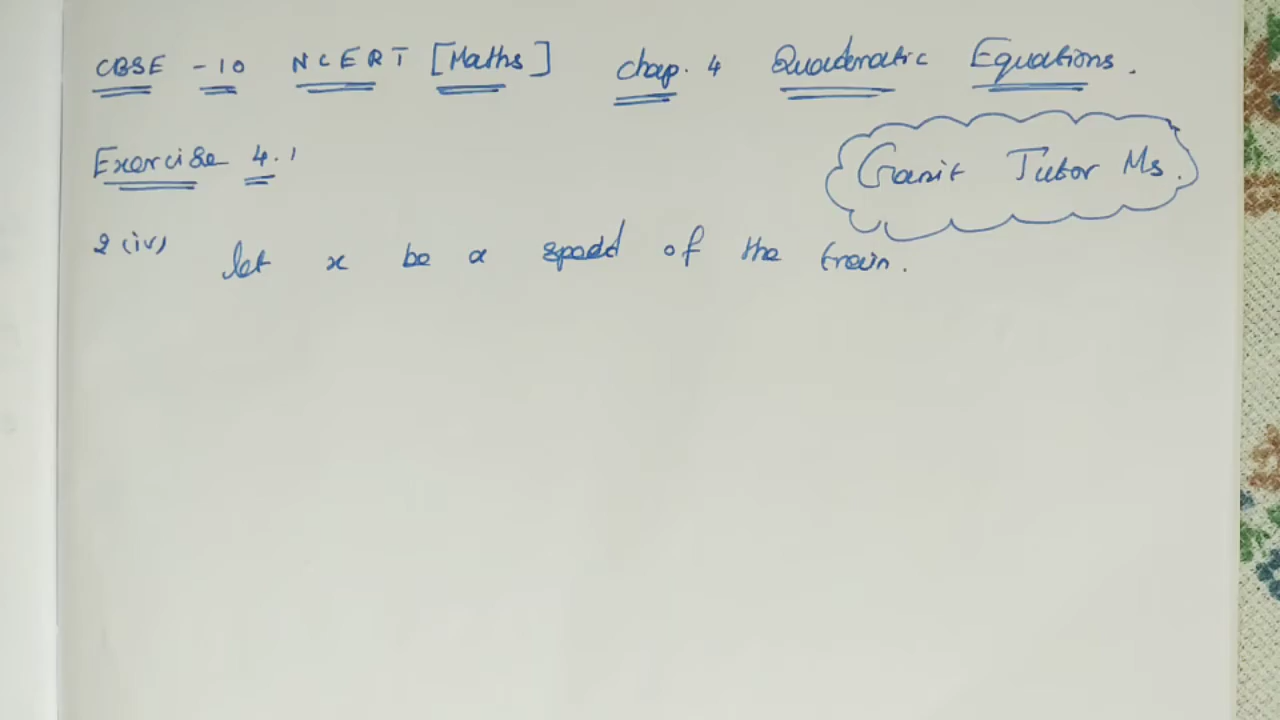 CBSE - 10 NCERT [Maths] chap. 4 Quadratic Equations.
Exercise 4.1
Ganit Tutor Ms.
2 (iv) let x be a speed of the train.